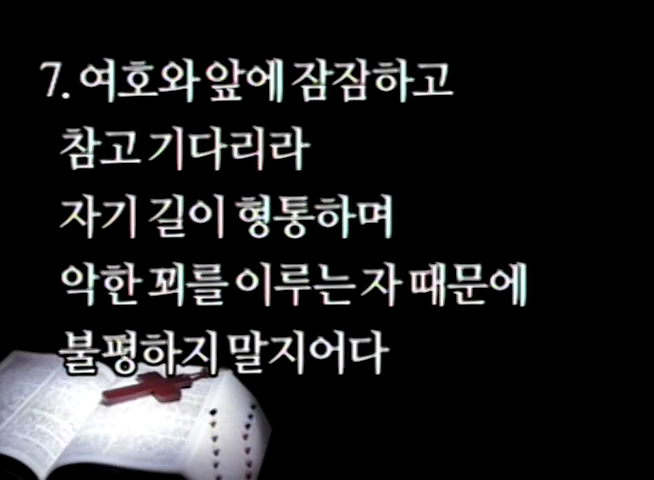 7. 여호와 앞에 잠잠하고
참고 기다리라
자기 길이 형통하며
악한 꾀를 이루는 자 때문에
불평하지 말지어다